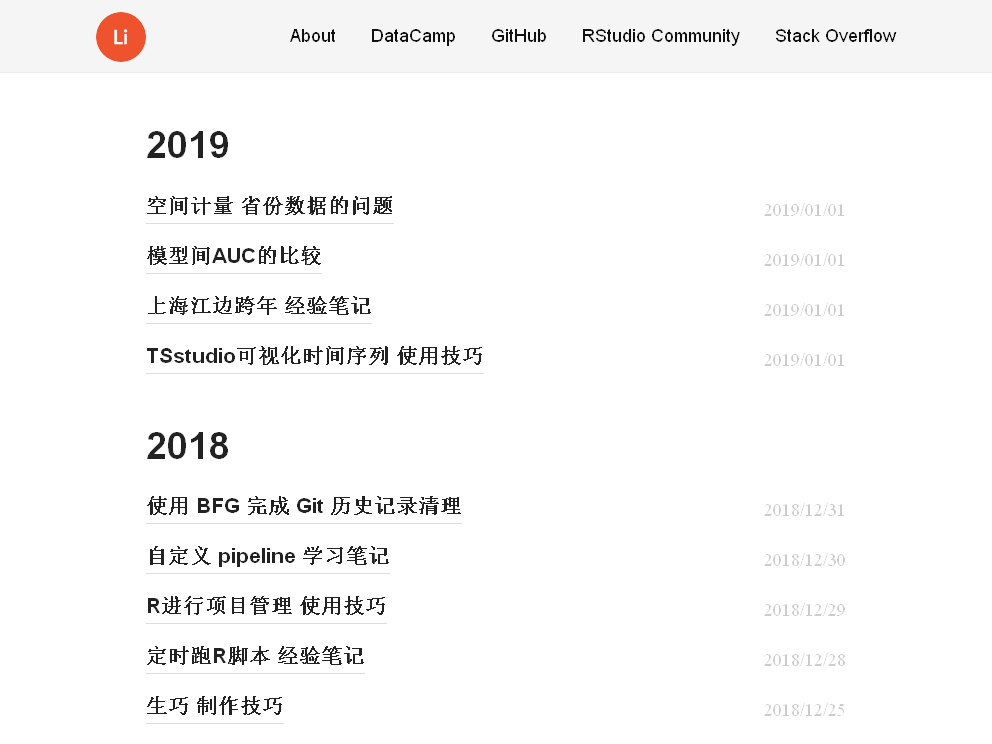 Li
About DataCamp GitHub RStudio Community Stack Overflow
2019
空间计量 省份数据的问题 2019/01/01
模型间AUC的比较 2019/01/01
上海江边跨年 经验笔记 2019/01/01
TSstudio可视化时间序列 使用技巧 2019/01/01
2018
使用 BFG 完成 Git 历史记录清理 2018/12/31
自定义 pipeline 学习笔记 2018/12/30
R进行项目管理 使用技巧 2018/12/29
定时跑R脚本 经验笔记 2018/12/28
生巧 制作技巧 2018/12/25